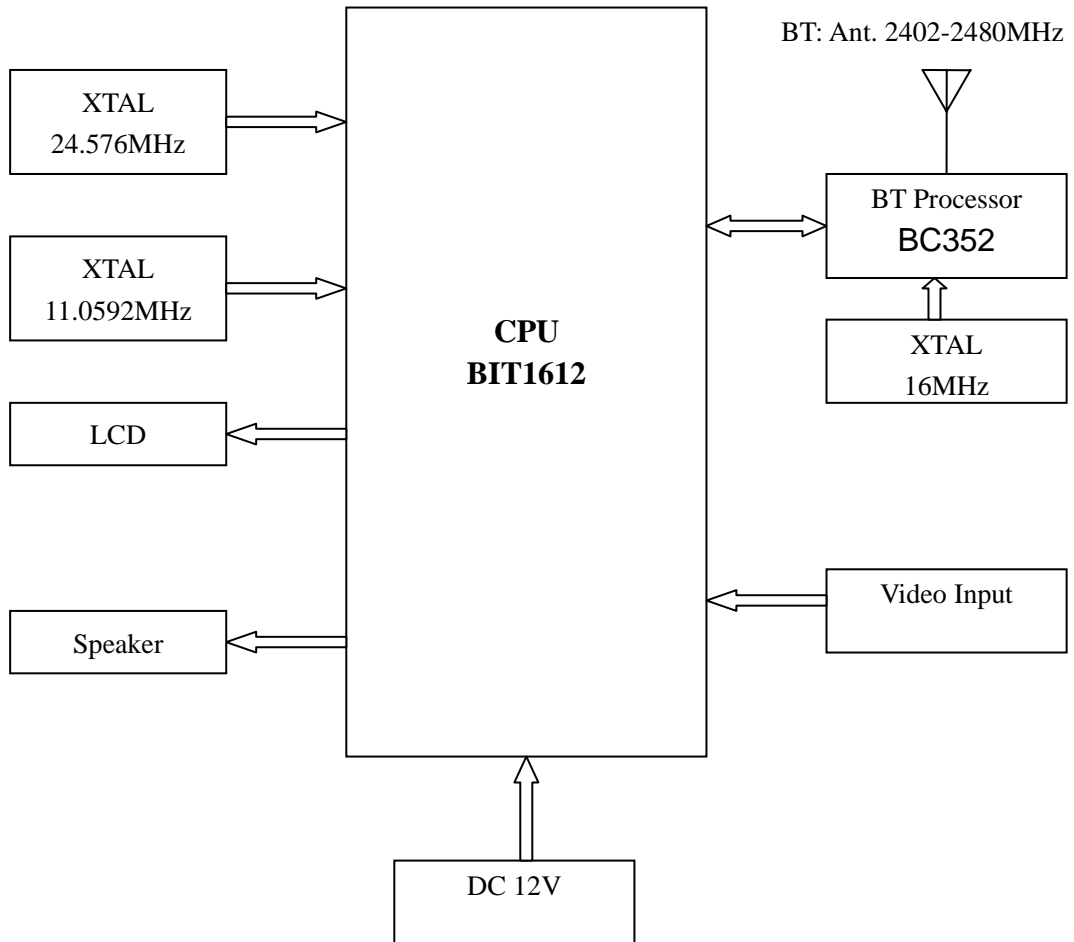 BT: Ant. 2402-2480MHz
XTAL
24.576MHz
BT Processor
BC352
XTAL
11.0592MHz
CPU
BIT1612
XTAL
16MHz
LCD
Video Input
Speaker
DC 12V